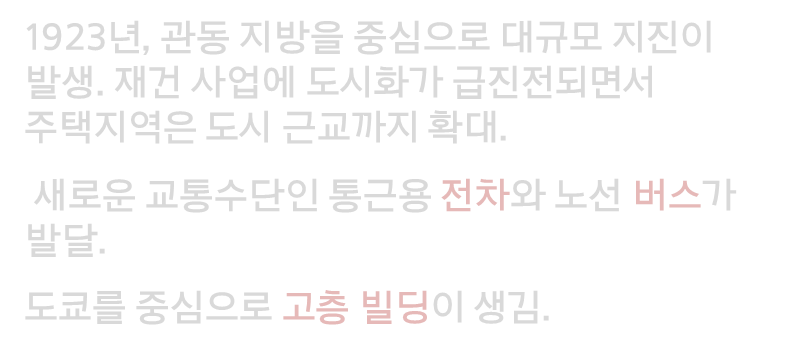 1923년, 관동 지방을 중심으로 대규모 지진이
발생. 재건 사업에 도시화가 급진전되면서
주택지역은 도시 근교까지 확대.
새로운 교통수단인 통근용 전차와 노선 버스가
발달.
도쿄를 중심으로 고층 빌딩이 생김.